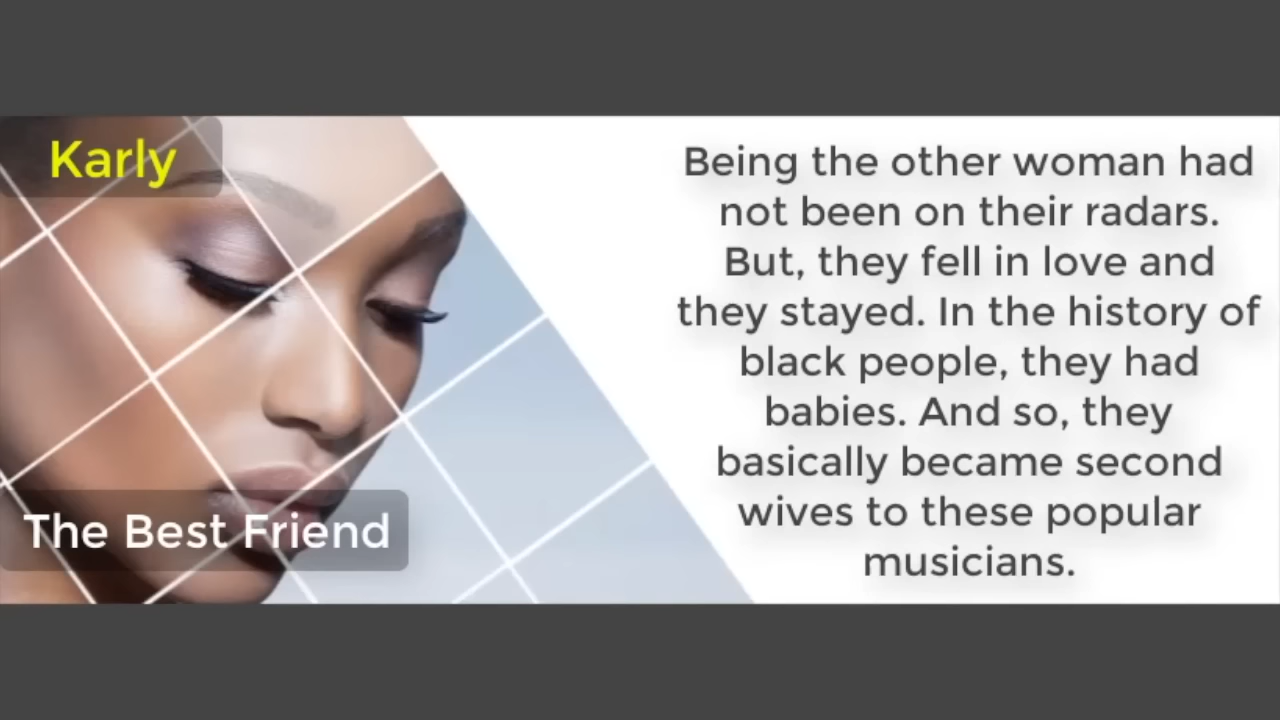 Karly
The Best Friend
Being the other woman had
not been on their radars.
But, they fell in love and
they stayed. In the history of
black people, they had
babies. And so, they
basically became second
wives to these popular
musicians.